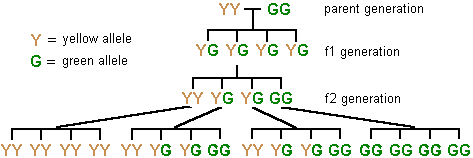 YY GG parent generation
Y = yellow allele
G = green allele
YG YG YG YG f1 generation
YY YG YG GG f2 generation
YY YY YY YY YY YG YG GG YY YG YG GG GG GG GG GG